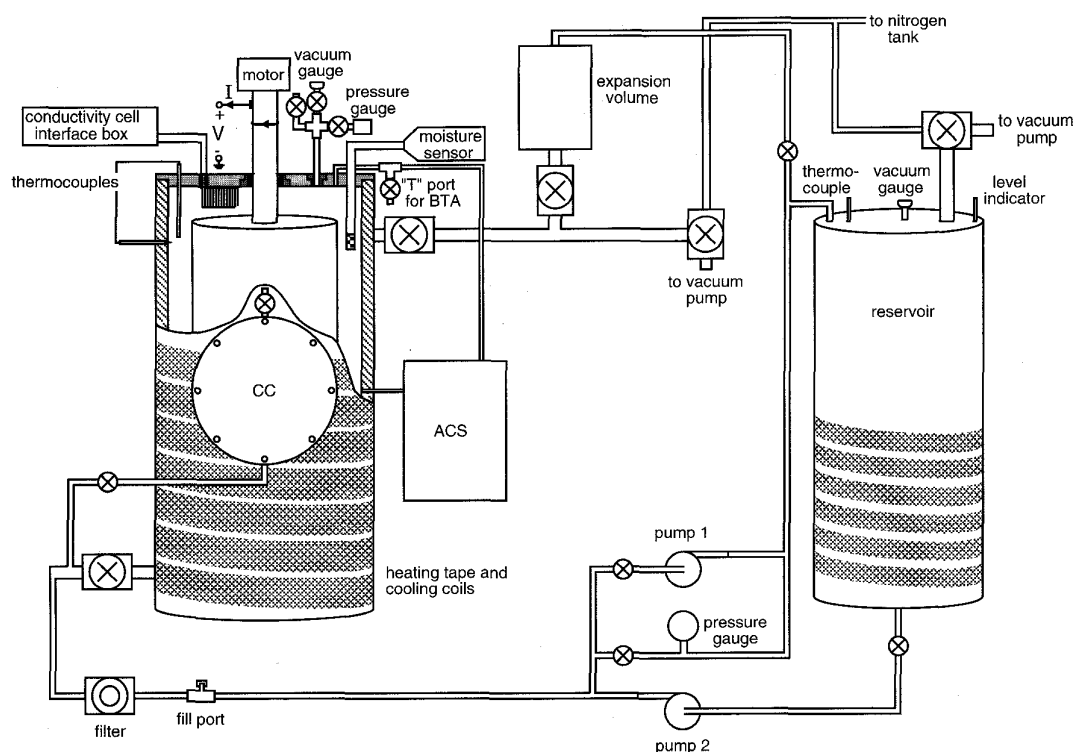 to nitrogen
tank
vacuum
gauge
motor
I
pressure
gauge
expansion
volume
conductivity cell
interface box
+
V
-
moisture
sensor
to vacuum
pump
thermocouples
"T" port
for BTA
thermo-
couple
vacuum
gauge
level
indicator
to vacuum
pump
reservoir
CC
ACS
pump 1
heating tape and
cooling coils
pressure
gauge
filter
fill port
pump 2